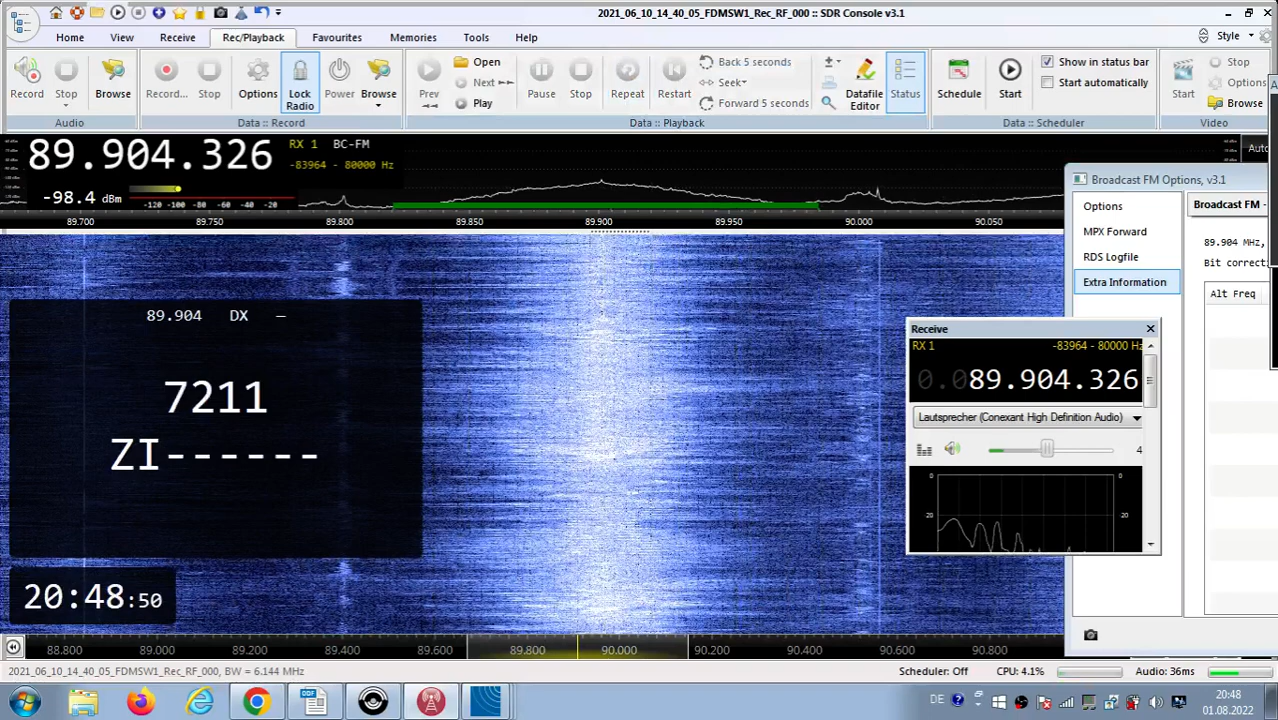 2021_06_10_14_40_05_FDMSW1_Rec_RF_000 :: SDR Console v3.1
Home View Receive Rec/Playback Favourites Memories Tools Help Style
Open Back 5 seconds Show in status bar Stop
Next Seek Start automatically Options
Play Forward 5 seconds Browse
Record Stop Browse Record... Stop Options Lock Radio Power Browse Prev Pause Stop Repeat Restart Datafile Editor Status Schedule Start Start
Audio Data :: Record Data :: Playback Data :: Scheduler Video
89.904.326 RX 1 BC-FM
-83964 - 80000 Hz
-98.4 dBm
-120 -100 -80 -60 -40 -20
Auto
89.700 89.750 89.800 89.850 89.900 89.950 90.000 90.050
Broadcast FM Options, v3.1
Options
MPX Forward
RDS Logfile
Extra Information
Broadcast FM -
89.904 MHz,
Bit correcti
Alt Freq
89.904 DX –
7211
ZI------
20:48:50
Receive
RX 1 -83964 - 80000 Hz
0.089.904.326
Lautsprecher (Conexant High Definition Audio)
4
0 0
20 20
88.800 89.000 89.200 89.400 89.600 89.800 90.000 90.200 90.400 90.600 90.800
2021_06_10_14_40_05_FDMSW1_Rec_RF_000, BW = 6.144 MHz
Scheduler: Off CPU: 4.1% Audio: 36ms
DE
20:48
01.08.2022